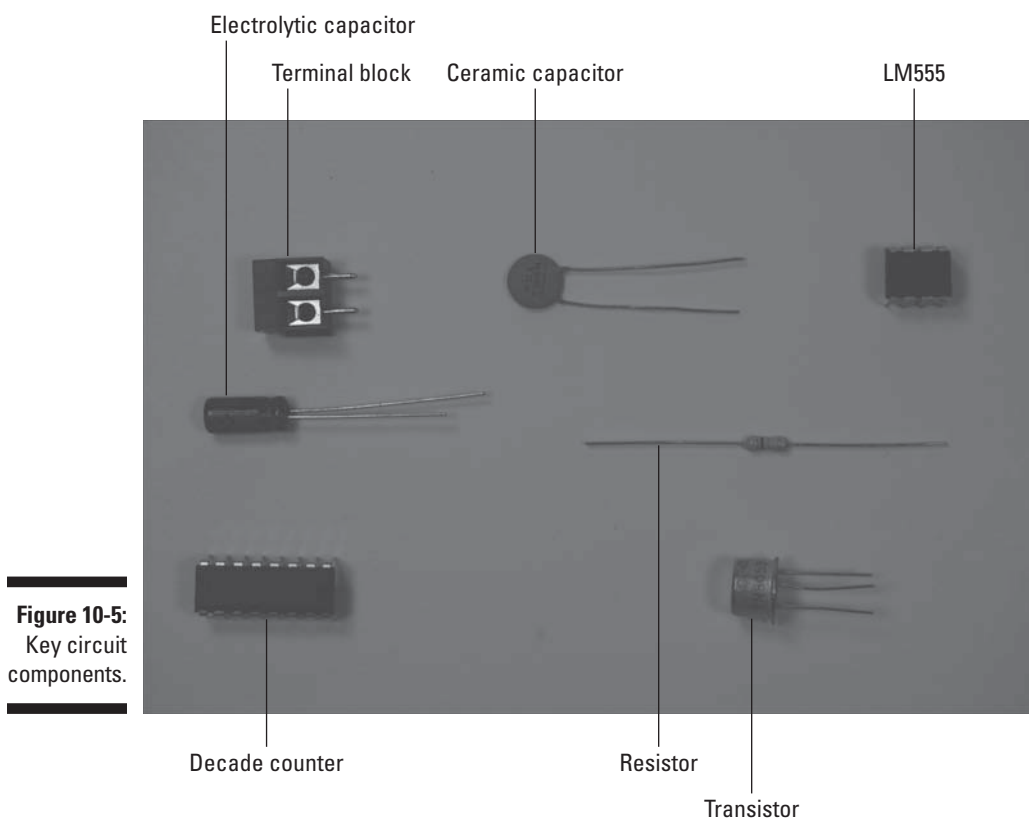 Electrolytic capacitor
Terminal block
Ceramic capacitor
LM555
Figure 10-5:
Key circuit
components.
Decade counter
Resistor
Transistor